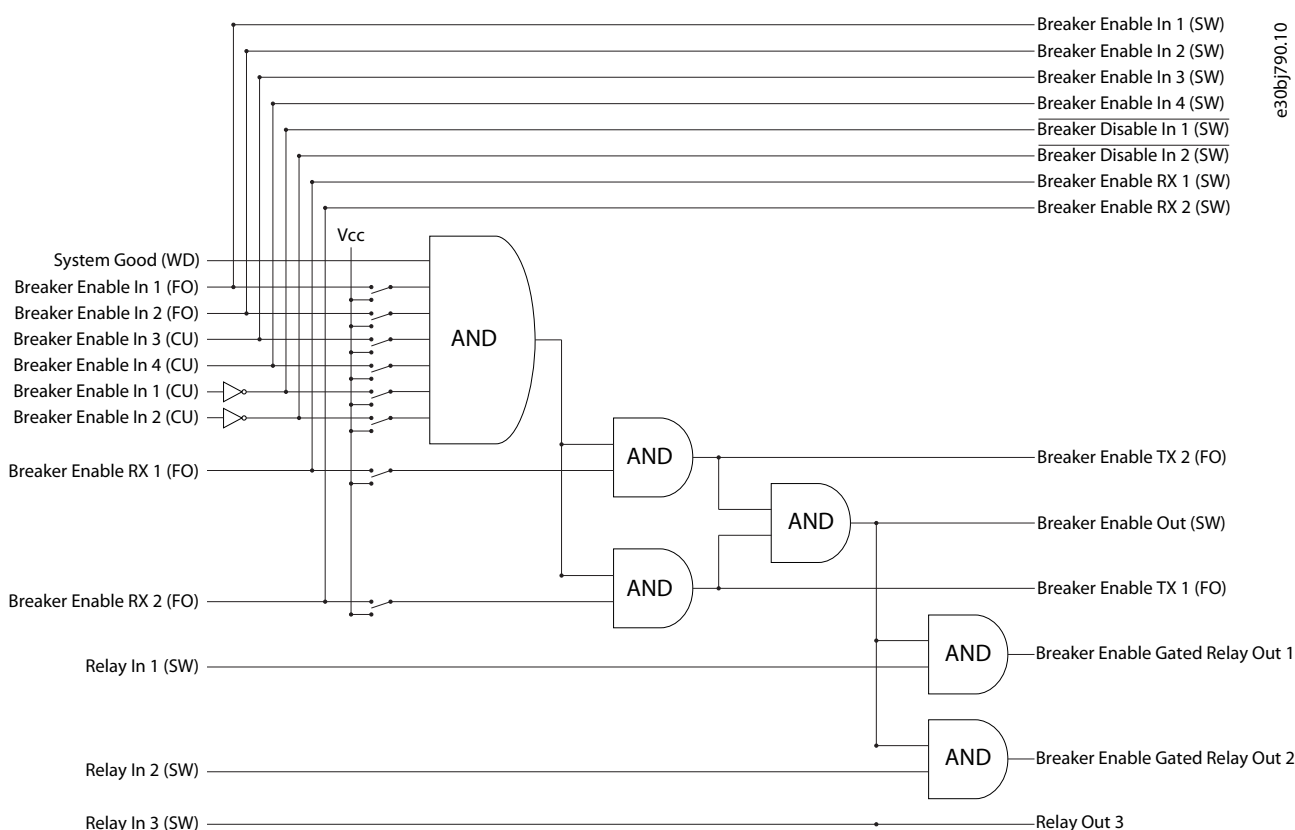 Breaker Enable In 1 (SW)
Breaker Enable In 2 (SW)
Breaker Enable In 3 (SW)
Breaker Enable In 4 (SW)
Breaker Disable In 1 (SW)
Breaker Disable In 2 (SW)
Breaker Enable RX 1 (SW)
Breaker Enable RX 2 (SW)
e30bj790.10
Vcc
System Good (WD)
Breaker Enable In 1 (FO)
Breaker Enable In 2 (FO)
Breaker Enable In 3 (CU)
Breaker Enable In 4 (CU)
Breaker Enable In 1 (CU)
Breaker Enable In 2 (CU)
AND
Breaker Enable RX 1 (FO)
AND
Breaker Enable TX 2 (FO)
AND
Breaker Enable Out (SW)
Breaker Enable RX 2 (FO)
AND
Breaker Enable TX 1 (FO)
Relay In 1 (SW)
AND
Breaker Enable Gated Relay Out 1
Relay In 2 (SW)
AND
Breaker Enable Gated Relay Out 2
Relay In 3 (SW)
Relay Out 3